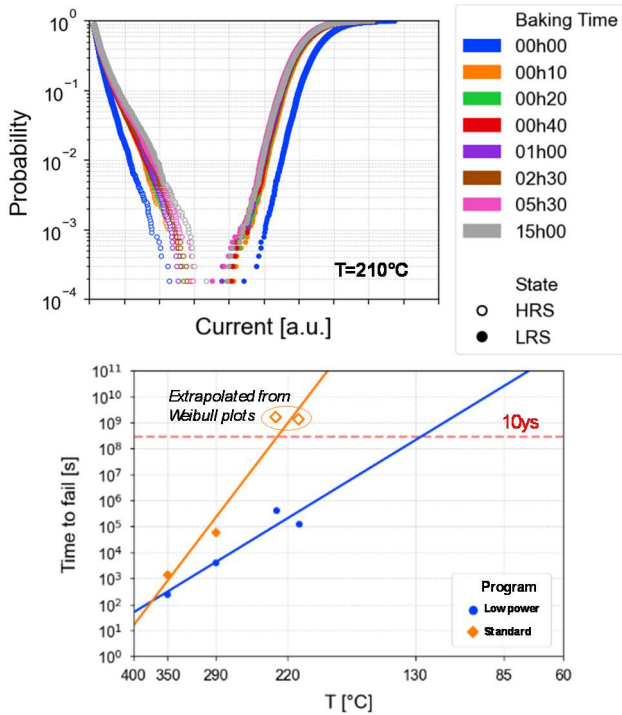 10⁰
10⁻¹
10⁻²
10⁻³
10⁻⁴
Probability
Current [a.u.]
T=210°C
Baking Time
00h00
00h10
00h20
00h40
01h00
02h30
05h30
15h00
State
HRS
LRS
10¹¹
10¹⁰
10⁹
10⁸
10⁷
10⁶
10⁵
10⁴
10³
10²
10¹
10⁰
Time to fail [s]
Extrapolated from
Weibull plots
10ys
Program
Low power
Standard
400 350 290 220 130 85 60
T [°C]